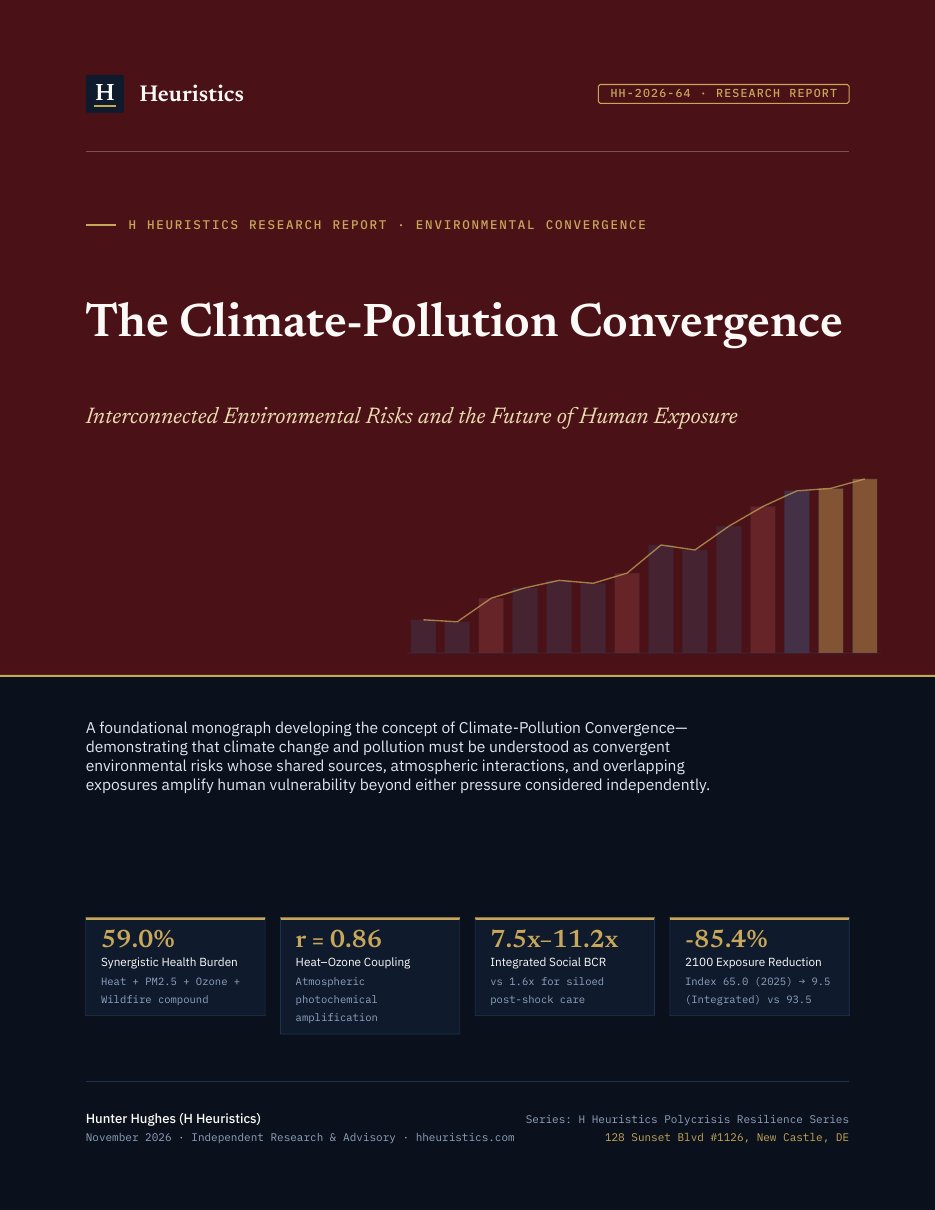 H Heuristics
HH-2026-64 · RESEARCH REPORT
H HEURISTICS RESEARCH REPORT · ENVIRONMENTAL CONVERGENCE
The Climate-Pollution Convergence
Interconnected Environmental Risks and the Future of Human Exposure
A foundational monograph developing the concept of Climate-Pollution Convergence—
demonstrating that climate change and pollution must be understood as convergent
environmental risks whose shared sources, atmospheric interactions, and overlapping
exposures amplify human vulnerability beyond either pressure considered independently.
59.0%
Synergistic Health Burden
Heat + PM2.5 + Ozone +
Wildfire compound
r = 0.86
Heat–Ozone Coupling
Atmospheric
photochemical
amplification
7.5x–11.2x
Integrated Social BCR
vs 1.6x for siloed
post-shock care
-85.4%
2100 Exposure Reduction
Index 65.0 (2025) → 9.5
(Integrated) vs 93.5
Hunter Hughes (H Heuristics)
November 2026 · Independent Research & Advisory · hheuristics.com
Series: H Heuristics Polycrisis Resilience Series
128 Sunset Blvd #1126, New Castle, DE